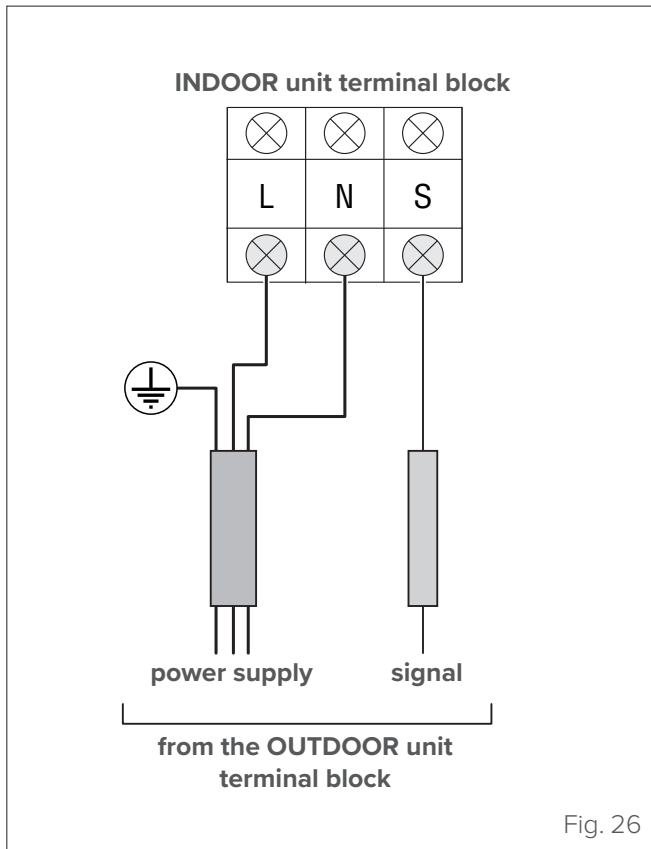 INDOOR unit terminal block
L N S
power supply signal
from the OUTDOOR unit
terminal block
Fig. 26